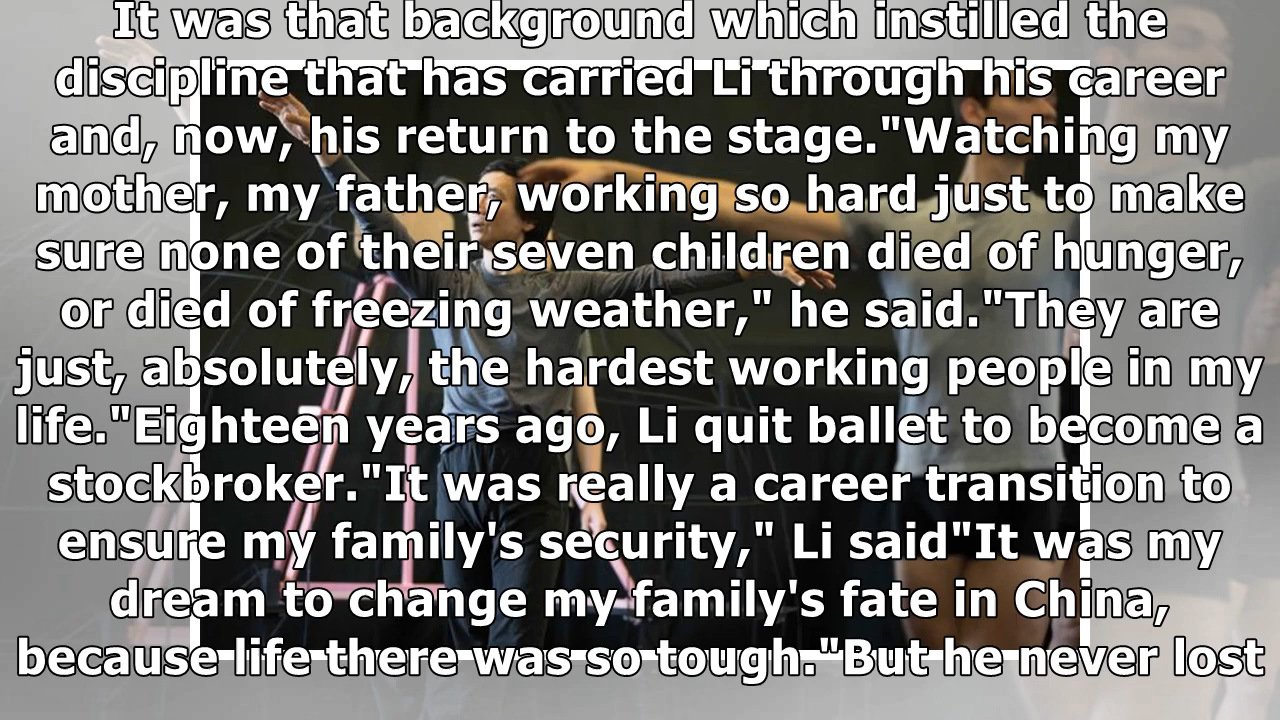 It was that background which instilled the
discipline that has carried Li through his career
and, now, his return to the stage."Watching my
mother, my father, working so hard just to make
sure none of their seven children died of hunger,
or died of freezing weather," he said."They are
just, absolutely, the hardest working people in my
life."Eighteen years ago, Li quit ballet to become a
stockbroker."It was really a career transition to
ensure my family's security," Li said"It was my
dream to change my family's fate in China,
because life there was so tough."But he never lost